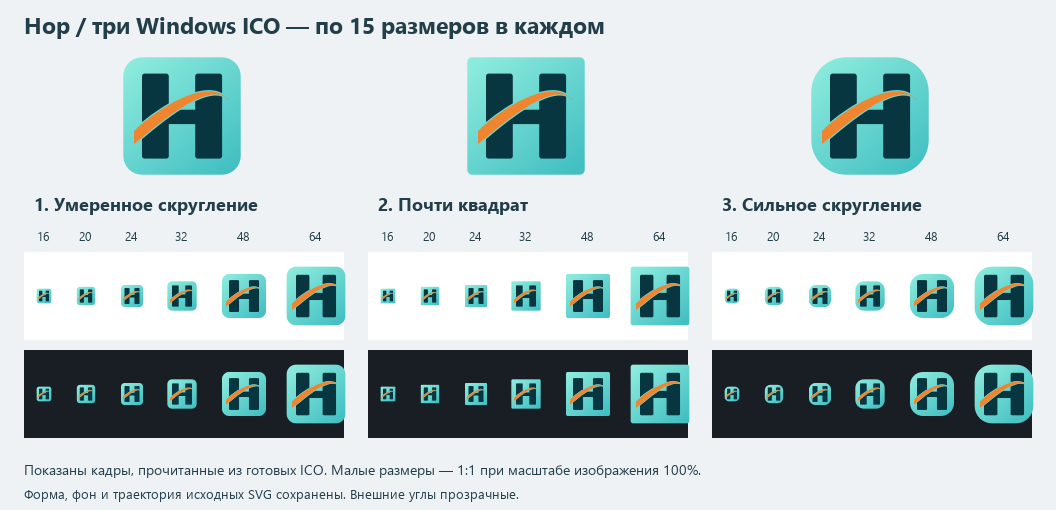 Hop / три Windows ICO — по 15 размеров в каждом
H H H
1. Умеренное скругление 2. Почти квадрат 3. Сильное скругление
16 20 24 32 48 64 16 20 24 32 48 64 16 20 24 32 48 64
H H H H H H H H H H H H H H H H H H
H H H H H H H H H H H H H H H H H H
Показаны кадры, прочитанные из готовых ICO. Малые размеры — 1:1 при масштабе изображения 100%.
Форма, фон и траектория исходных SVG сохранены. Внешние углы прозрачные.